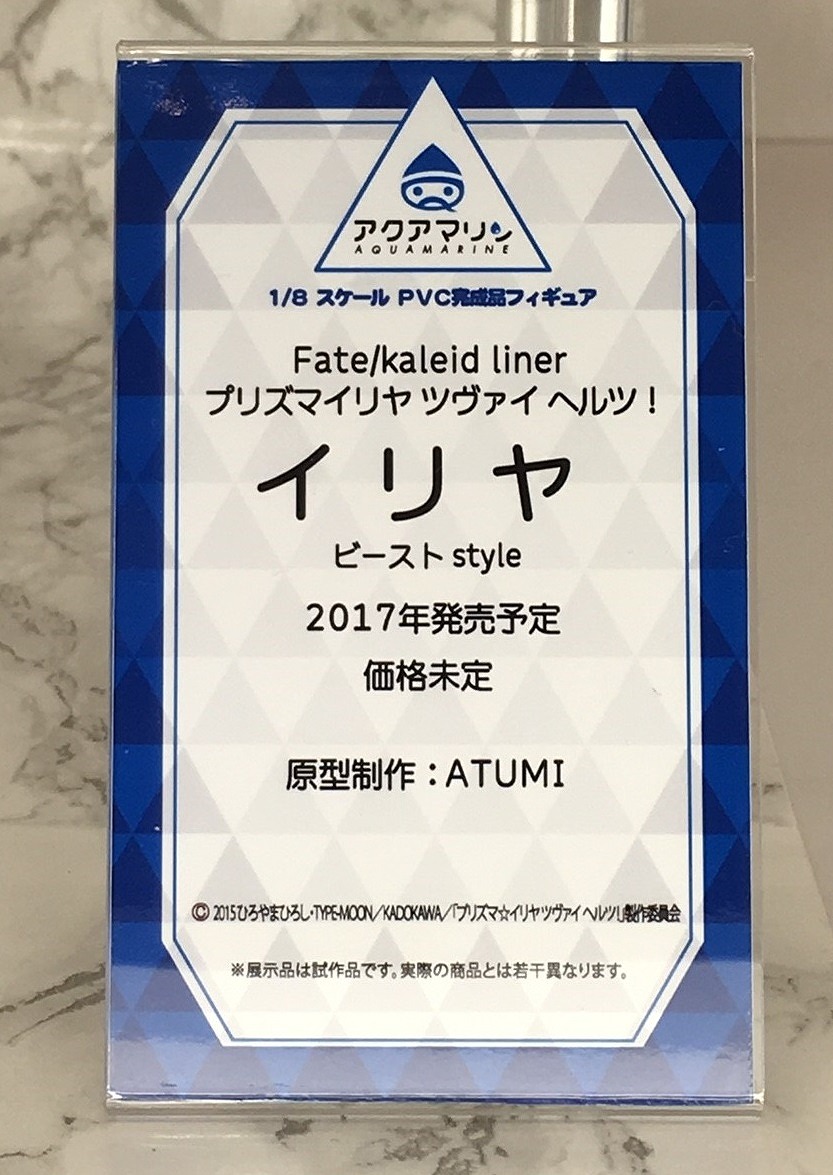 アクアマリン
AQUAMARINE
1/8 スケール PVC完成品フィギュア
Fate/kaleid liner
プリズマイリヤ ツヴァイ ヘルツ！
イリヤ
ビースト style
2017年発売予定
価格未定
原型制作：ATUMI
© 2015 ひろやまひろし・TYPE-MOON／KADOKAWA／「プリズマ☆イリヤ ツヴァイ ヘルツ！」製作委員会
※展示品は試作品です。実際の商品とは若干異なります。